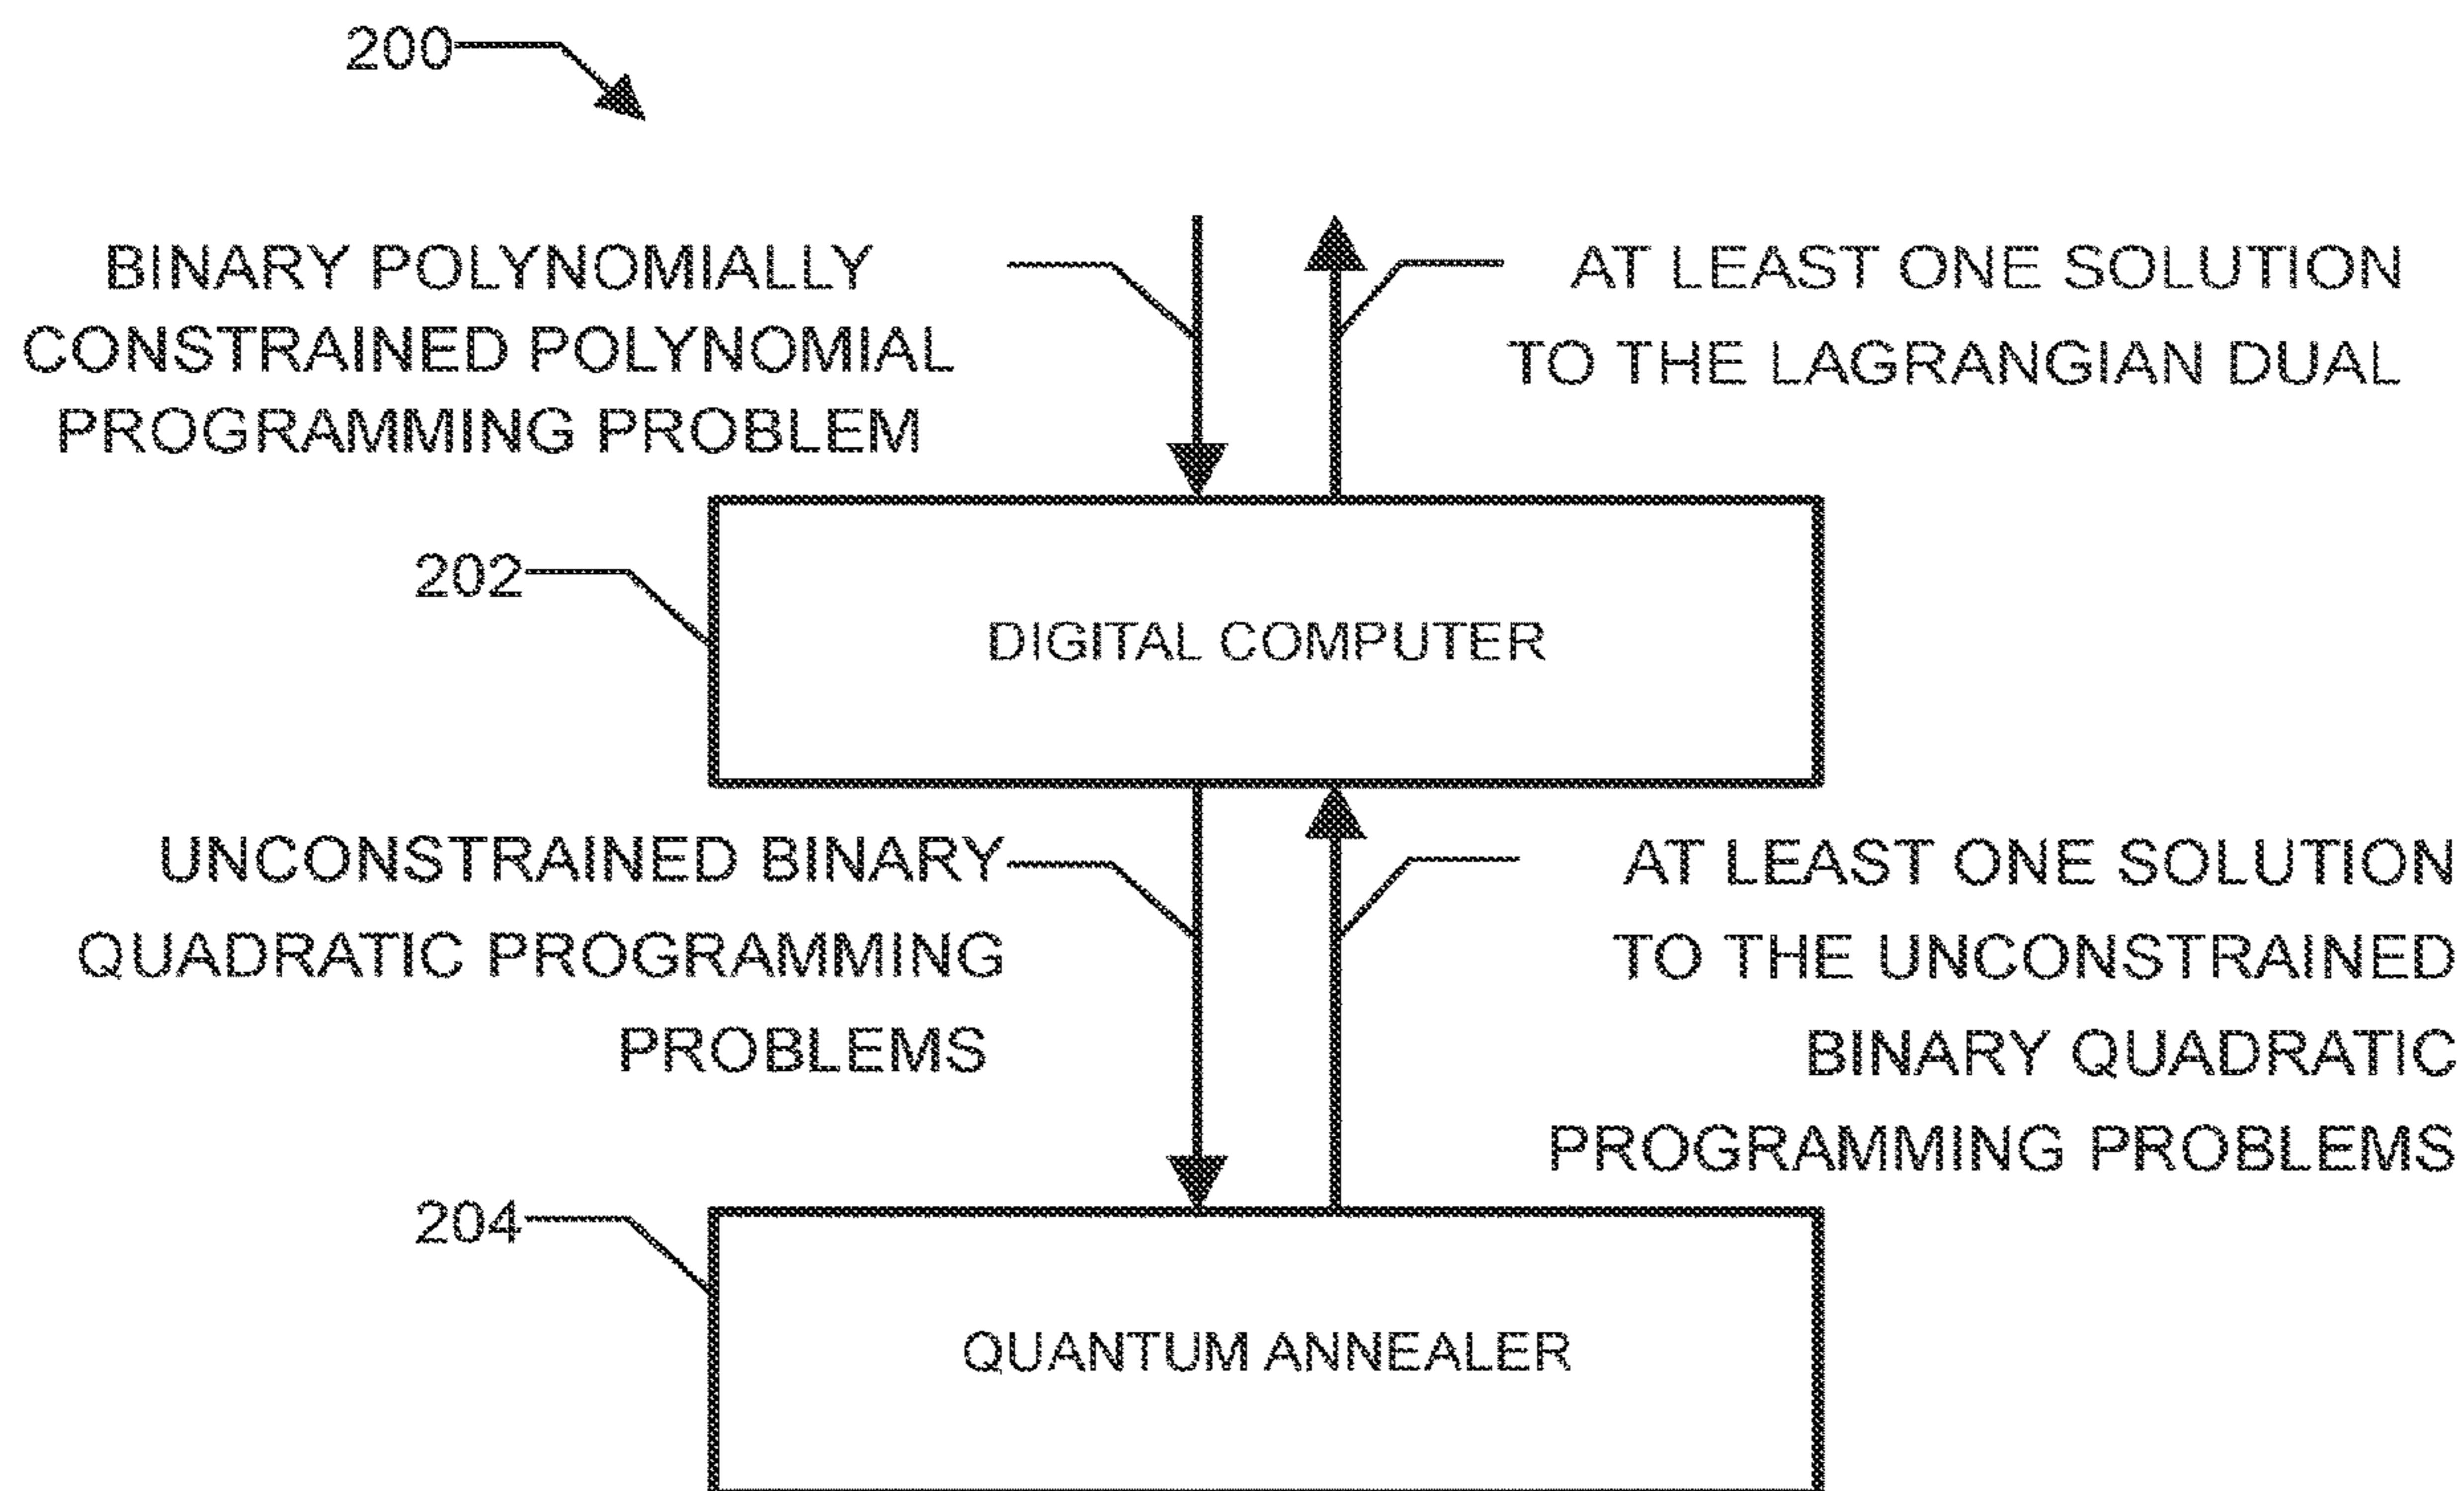 200
BINARY POLYNOMIALLY
CONSTRAINED POLYNOMIAL
PROGRAMMING PROBLEM
AT LEAST ONE SOLUTION
TO THE LAGRANGIAN DUAL
202
DIGITAL COMPUTER
UNCONSTRAINED BINARY
QUADRATIC PROGRAMMING
PROBLEMS
AT LEAST ONE SOLUTION
TO THE UNCONSTRAINED
BINARY QUADRATIC
PROGRAMMING PROBLEMS
204
QUANTUM ANNEALER